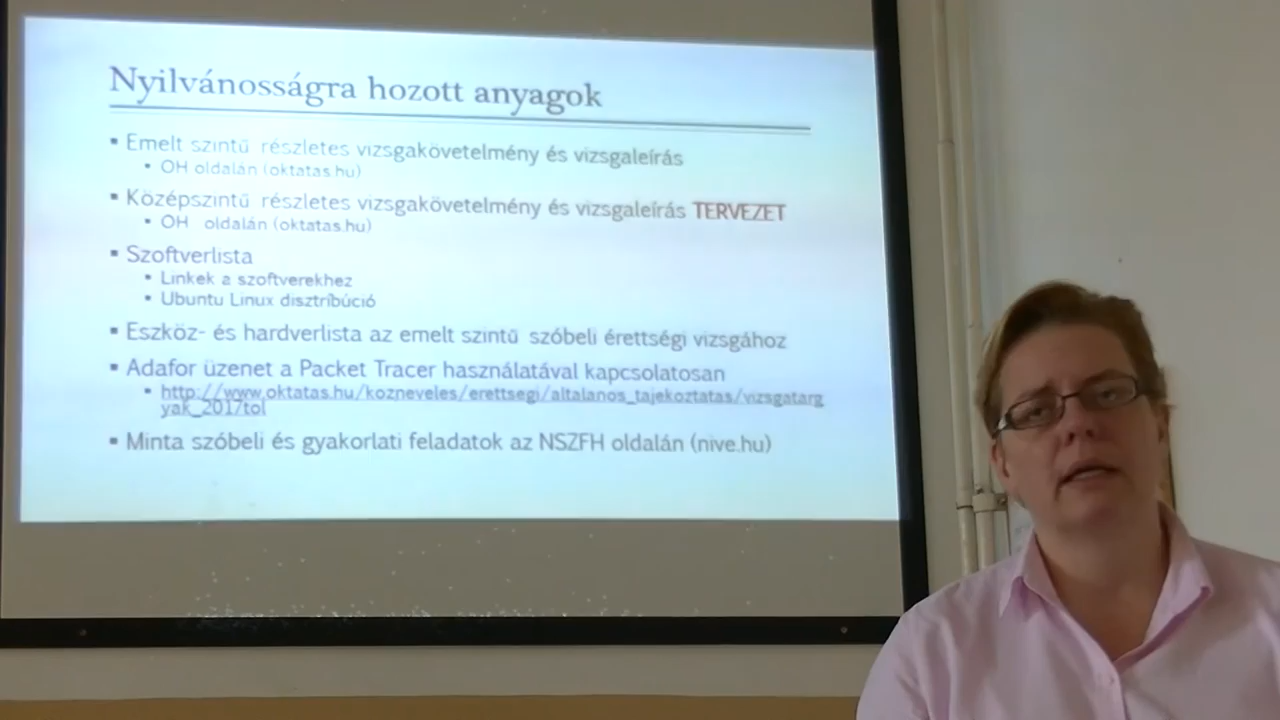 Nyilvánosságra hozott anyagok
▪ Emelt szintű részletes vizsgakövetelmény és vizsgaleírás
▪ OH oldalán (oktatas.hu)
▪ Középszintű részletes vizsgakövetelmény és vizsgaleírás TERVEZET
▪ OH oldalán (oktatas.hu)
▪ Szoftverlista
▪ Linkek a szoftverekhez
▪ Ubuntu Linux disztribúció
▪ Eszköz- és hardverlista az emelt szintű szóbeli érettségi vizsgához
▪ Adafor üzenet a Packet Tracer használatával kapcsolatosan
▪ http://www.oktatas.hu/kozneveles/erettsegi/altalanos_tajekoztatas/vizsgatarg
yak_2017tol
▪ Minta szóbeli és gyakorlati feladatok az NSZFH oldalán (nive.hu)